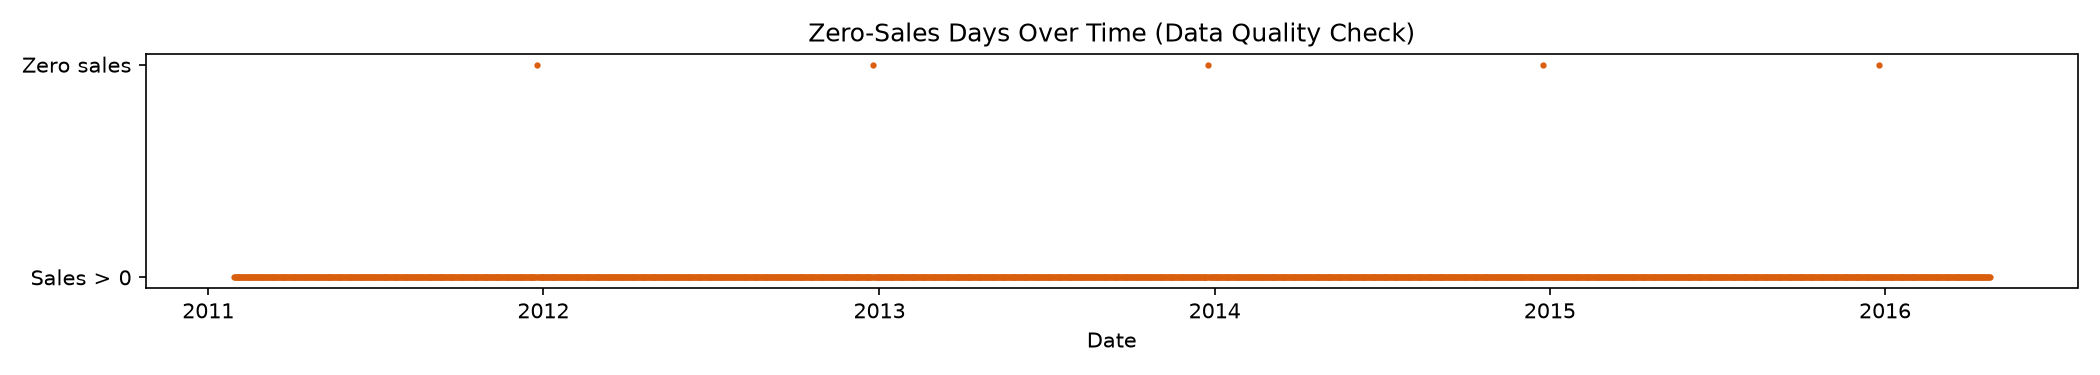 Zero-Sales Days Over Time (Data Quality Check)
Zero sales
Sales > 0
2011 2012 2013 2014 2015 2016
Date